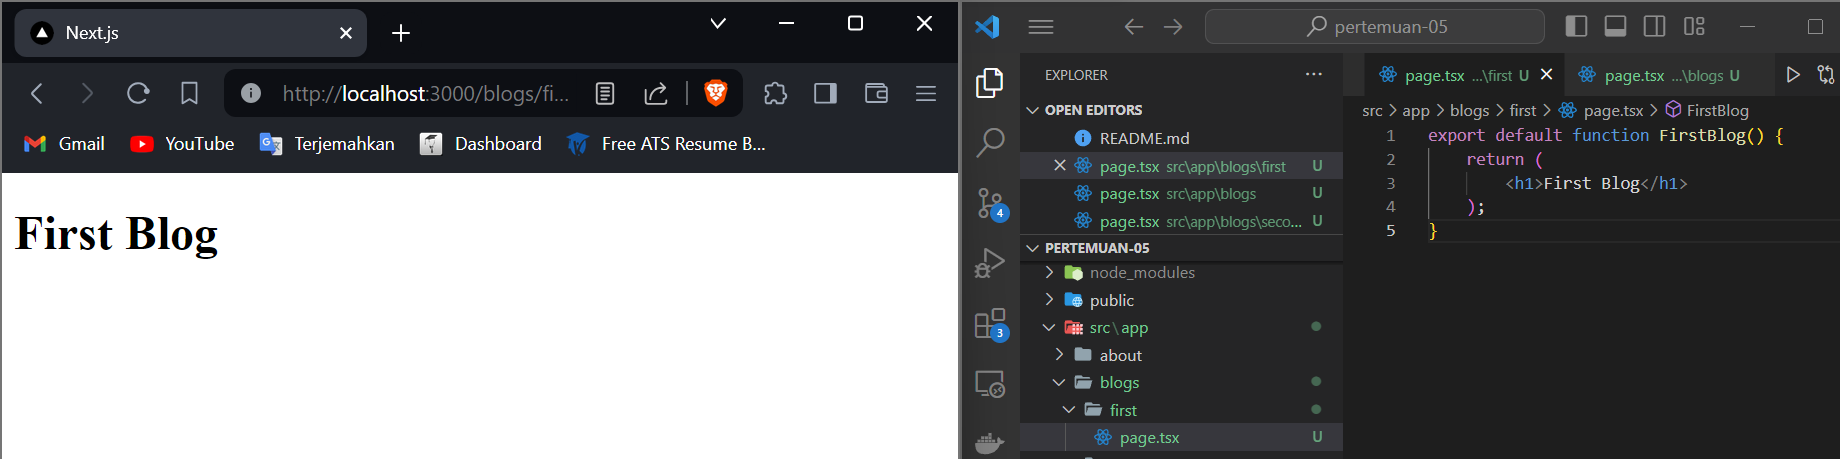 Next.js
http://localhost:3000/blogs/fi...
Gmail
YouTube
Terjemahkan
Dashboard
Free ATS Resume B...
First Blog
pertemuan-05
EXPLORER
OPEN EDITORS
README.md
page.tsx src\app\blogs\first U
page.tsx src\app\blogs U
page.tsx src\app\blogs\seco... U
PERTEMUAN-05
node_modules
public
src\app
about
blogs
first
page.tsx U
4
3
page.tsx ...\first U
page.tsx ...\blogs U
src > app > blogs > first > page.tsx > FirstBlog
1 export default function FirstBlog() {
2 return (
3 <h1>First Blog</h1>
4 );
5 }